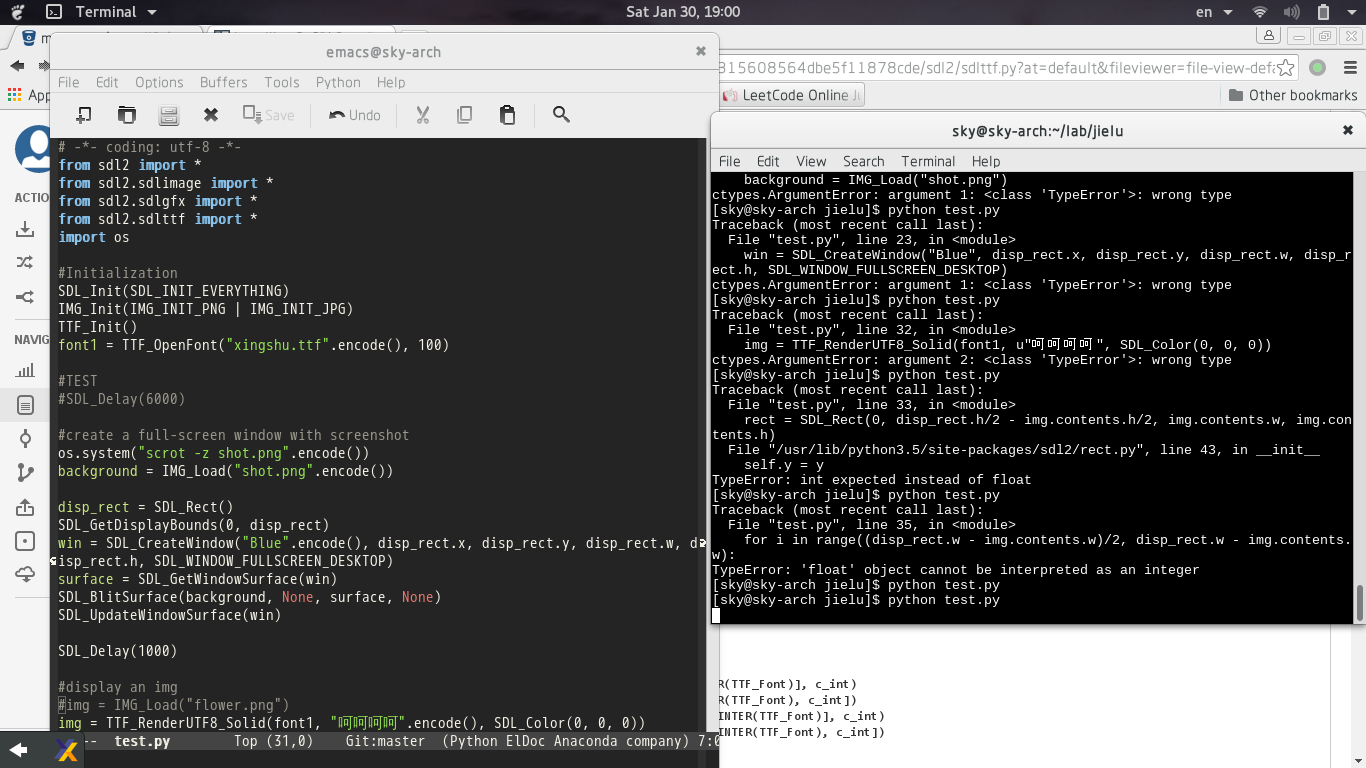 Terminal
Sat Jan 30, 19:00
en
emacs@sky-arch
File Edit Options Buffers Tools Python Help
Save Undo
# -*- coding: utf-8 -*-
from sdl2 import *
from sdl2.sdlimage import *
from sdl2.sdlgfx import *
from sdl2.sdlttf import *
import os
#Initialization
SDL_Init(SDL_INIT_EVERYTHING)
IMG_Init(IMG_INIT_PNG | IMG_INIT_JPG)
TTF_Init()
font1 = TTF_OpenFont("xingshu.ttf".encode(), 100)
#TEST
#SDL_Delay(6000)
#create a full-screen window with screenshot
os.system("scrot -z shot.png".encode())
background = IMG_Load("shot.png".encode())
disp_rect = SDL_Rect()
SDL_GetDisplayBounds(0, disp_rect)
win = SDL_CreateWindow("Blue".encode(), disp_rect.x, disp_rect.y, disp_rect.w, d
isp_rect.h, SDL_WINDOW_FULLSCREEN_DESKTOP)
surface = SDL_GetWindowSurface(win)
SDL_BlitSurface(background, None, surface, None)
SDL_UpdateWindowSurface(win)
SDL_Delay(1000)
#display an img
#img = IMG_Load("flower.png")
img = TTF_RenderUTF8_Solid(font1, "呵呵呵呵".encode(), SDL_Color(0, 0, 0))
test.py Top (31,0) Git:master (Python ElDoc Anaconda company) 7:0
App
ACTIO
NAVIG
815608564dbe5f11878cde/sdl2/sdlttf.py?at=default&fileviewer=file-view-defa
LeetCode Online J
Other bookmarks
sky@sky-arch:~/lab/jielu
File Edit View Search Terminal Help
background = IMG_Load("shot.png")
ctypes.ArgumentError: argument 1: <class 'TypeError'>: wrong type
[sky@sky-arch jielu]$ python test.py
Traceback (most recent call last):
File "test.py", line 23, in <module>
win = SDL_CreateWindow("Blue", disp_rect.x, disp_rect.y, disp_rect.w, disp_r
ect.h, SDL_WINDOW_FULLSCREEN_DESKTOP)
ctypes.ArgumentError: argument 1: <class 'TypeError'>: wrong type
[sky@sky-arch jielu]$ python test.py
Traceback (most recent call last):
File "test.py", line 32, in <module>
img = TTF_RenderUTF8_Solid(font1, u"呵呵呵呵", SDL_Color(0, 0, 0))
ctypes.ArgumentError: argument 2: <class 'TypeError'>: wrong type
[sky@sky-arch jielu]$ python test.py
Traceback (most recent call last):
File "test.py", line 33, in <module>
rect = SDL_Rect(0, disp_rect.h/2 - img.contents.h/2, img.contents.w, img.con
tents.h)
File "/usr/lib/python3.5/site-packages/sdl2/rect.py", line 43, in __init__
self.y = y
TypeError: int expected instead of float
[sky@sky-arch jielu]$ python test.py
Traceback (most recent call last):
File "test.py", line 35, in <module>
for i in range((disp_rect.w - img.contents.w)/2, disp_rect.w - img.contents.
w):
TypeError: 'float' object cannot be interpreted as an integer
[sky@sky-arch jielu]$ python test.py
[sky@sky-arch jielu]$ python test.py
R(TTF_Font)], c_int)
R(TTF_Font), c_int])
INTER(TTF_Font)], c_int)
INTER(TTF_Font), c_int])